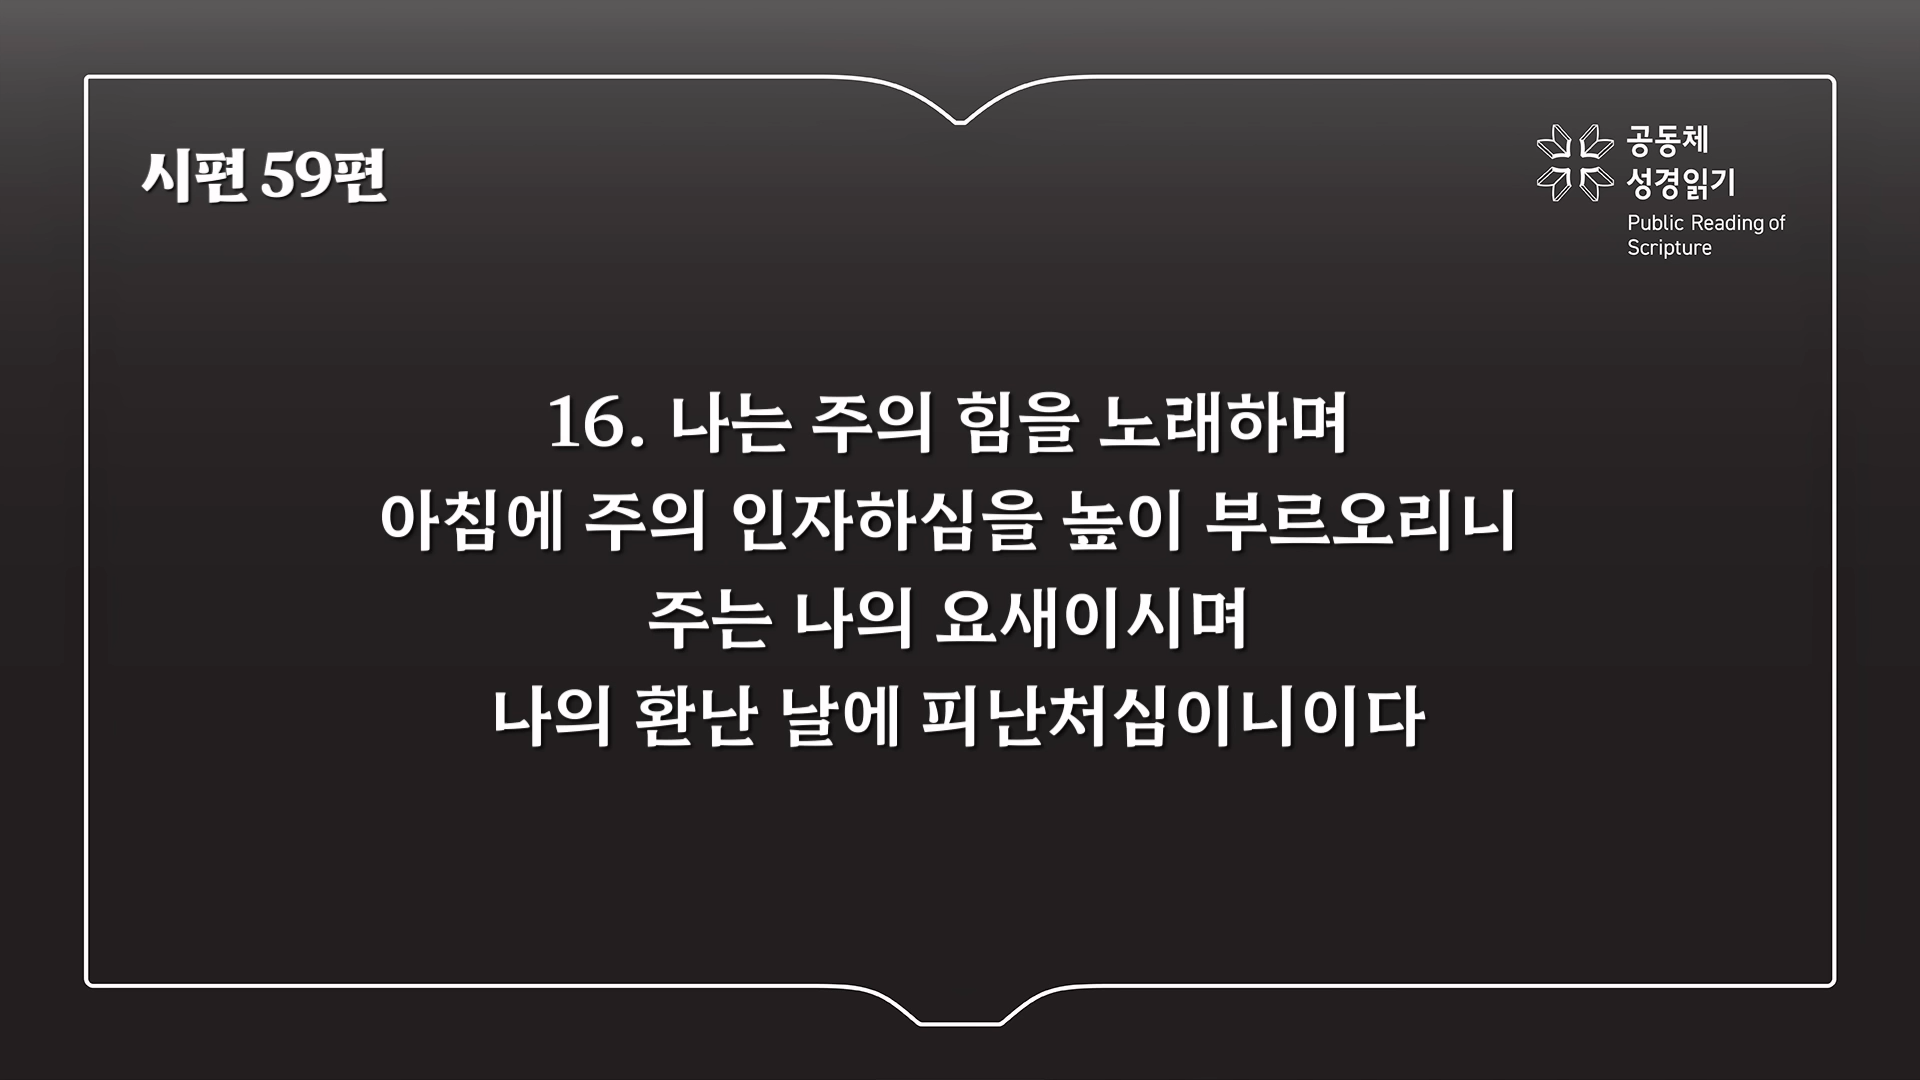 시편 59편
공동체
성경읽기
Public Reading of
Scripture
16. 나는 주의 힘을 노래하며
아침에 주의 인자하심을 높이 부르오리니
주는 나의 요새이시며
나의 환난 날에 피난처심이니이다